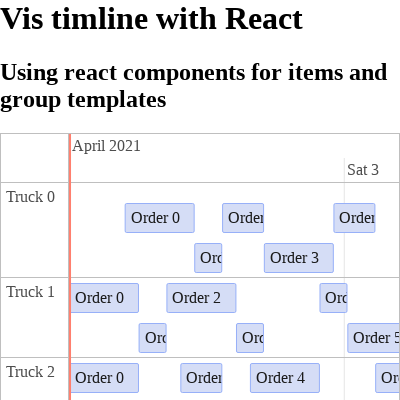 Vis timline with React
Using react components for items and
group templates
April 2021
Sat 3
Truck 0
Order 0
Order
Order
Ord
Order 3
Truck 1
Order 0
Order 2
Ord
Ord
Ord
Order 5
Truck 2
Order 0
Order
Order 4
Or